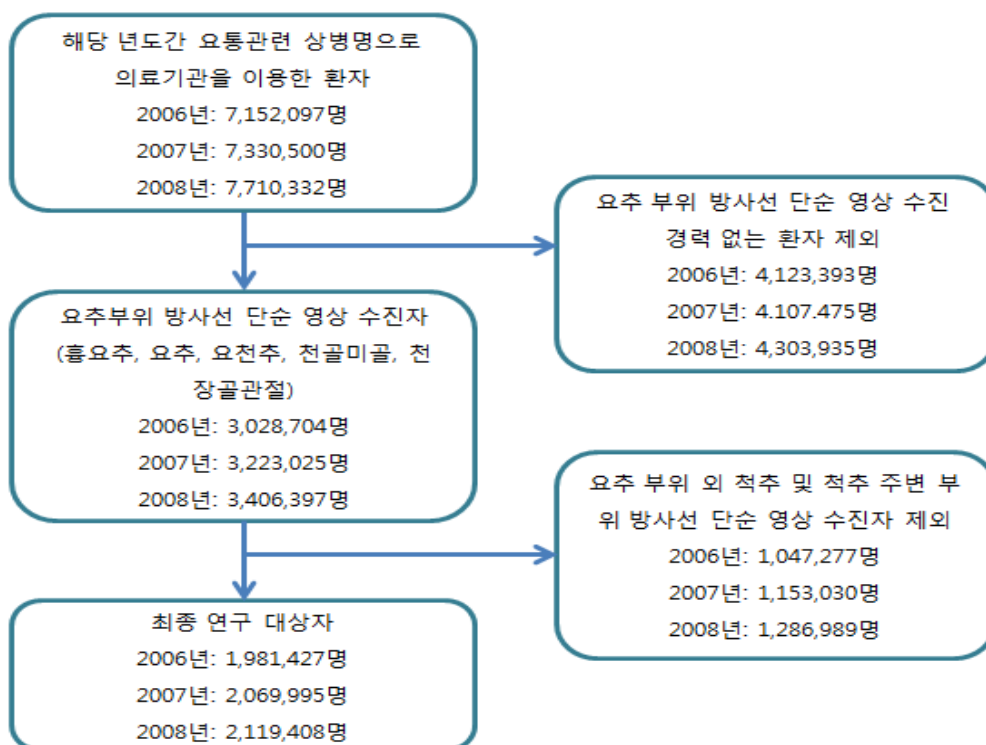 해당 년도간 요통관련 상병명으로
의료기관을 이용한 환자
2006년: 7,152,097명
2007년: 7,330,500명
2008년: 7,710,332명
요추 부위 방사선 단순 영상 수진
경력 없는 환자 제외
2006년: 4,123,393명
2007년: 4.107.475명
2008년: 4,303,935명
요추부위 방사선 단순 영상 수진자
(흉요추, 요추, 요천추, 천골미골, 천
장골관절)
2006년: 3,028,704명
2007년: 3,223,025명
2008년: 3,406,397명
요추 부위 외 척추 및 척추 주변 부
위 방사선 단순 영상 수진자 제외
2006년: 1,047,277명
2007년: 1,153,030명
2008년: 1,286,989명
최종 연구 대상자
2006년: 1,981,427명
2007년: 2,069,995명
2008년: 2,119,408명